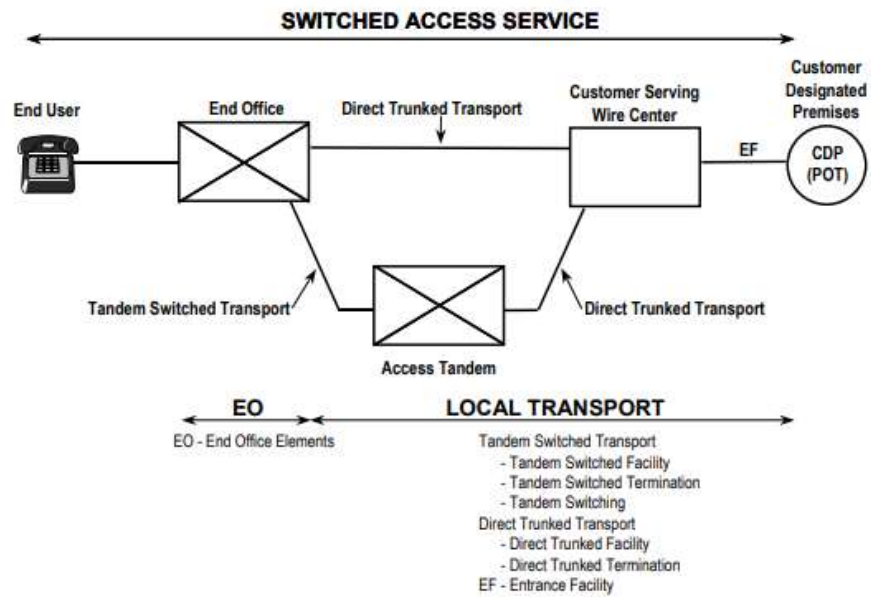 SWITCHED ACCESS SERVICE
End User
End Office
Direct Trunked Transport
Customer Serving
Wire Center
Customer
Designated
Premises
EF
CDP
(POT)
Tandem Switched Transport
Direct Trunked Transport
Access Tandem
EO
LOCAL TRANSPORT
EO - End Office Elements
Tandem Switched Transport
- Tandem Switched Facility
- Tandem Switched Termination
- Tandem Switching
Direct Trunked Transport
- Direct Trunked Facility
- Direct Trunked Termination
EF - Entrance Facility